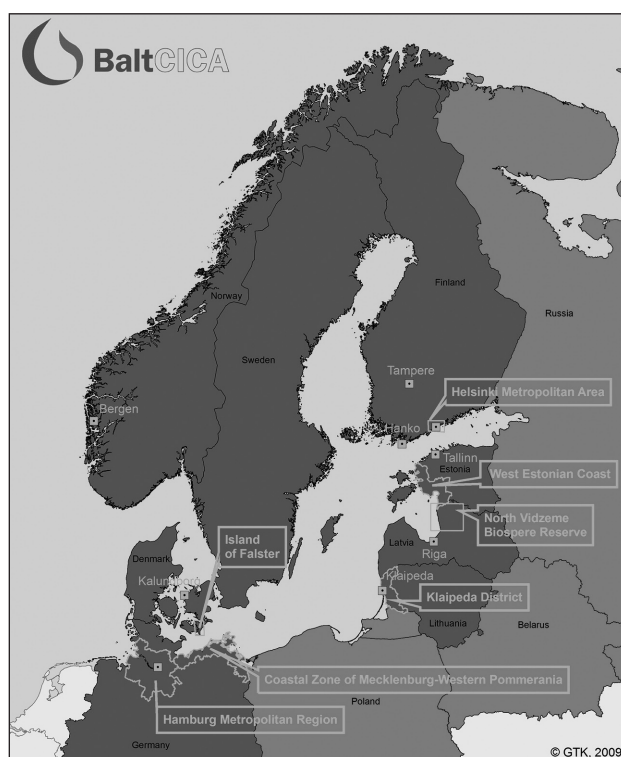 BaltCICA
Norway
Finland
Russia
Sweden
Tampere
Helsinki Metropolitan Area
Bergen
Hanko
Tallinn
Estonia
West Estonian Coast
North Vidzeme
Biospere Reserve
Island
of Falster
Latvia
Riga
Denmark
Kalundborg
Klaipeda
Klaipeda District
Lithuania
Belarus
Coastal Zone of Mecklenburg-Western Pommerania
Poland
Hamburg Metropolitan Region
Germany
© GTK, 2009